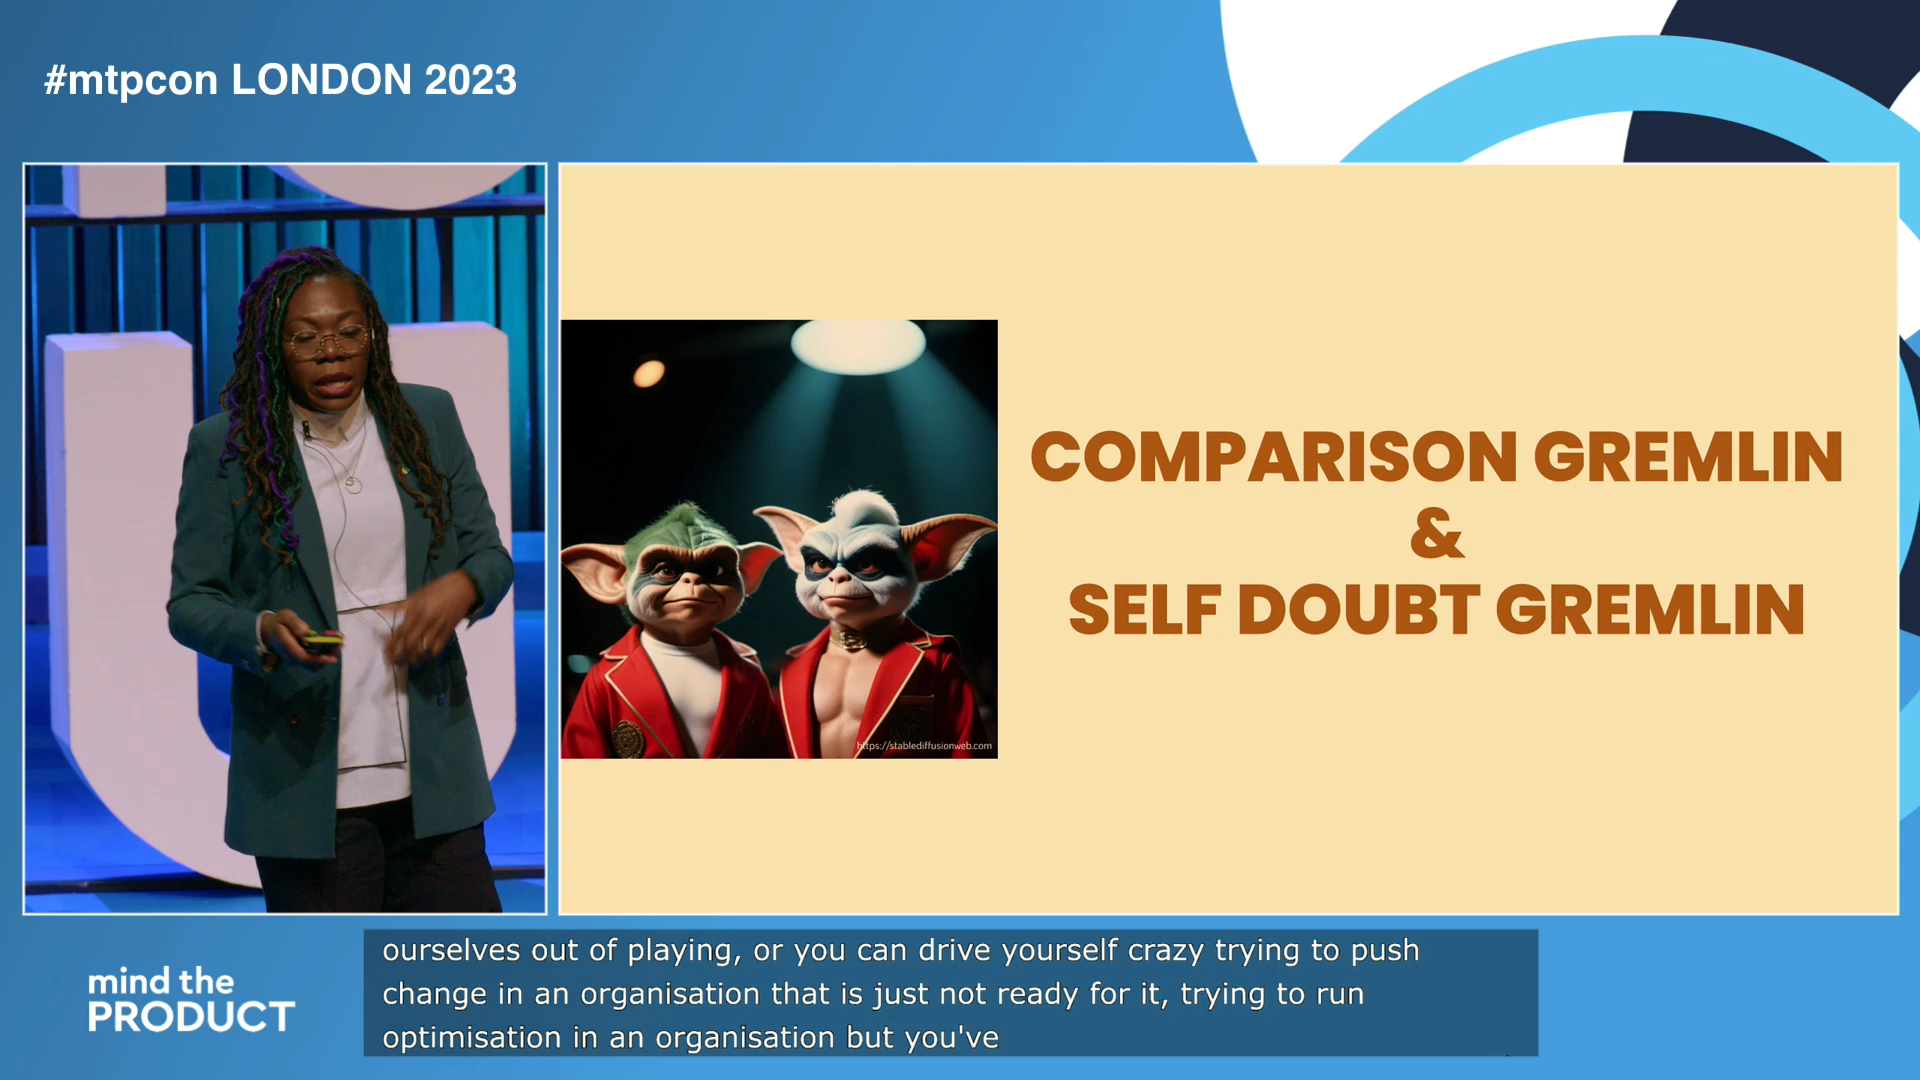 #mtpcon LONDON 2023
COMPARISON GREMLIN
&
SELF DOUBT GREMLIN
https://stablediffusionweb.com
mind the
PRODUCT
ourselves out of playing, or you can drive yourself crazy trying to push
change in an organisation that is just not ready for it, trying to run
optimisation in an organisation but you've